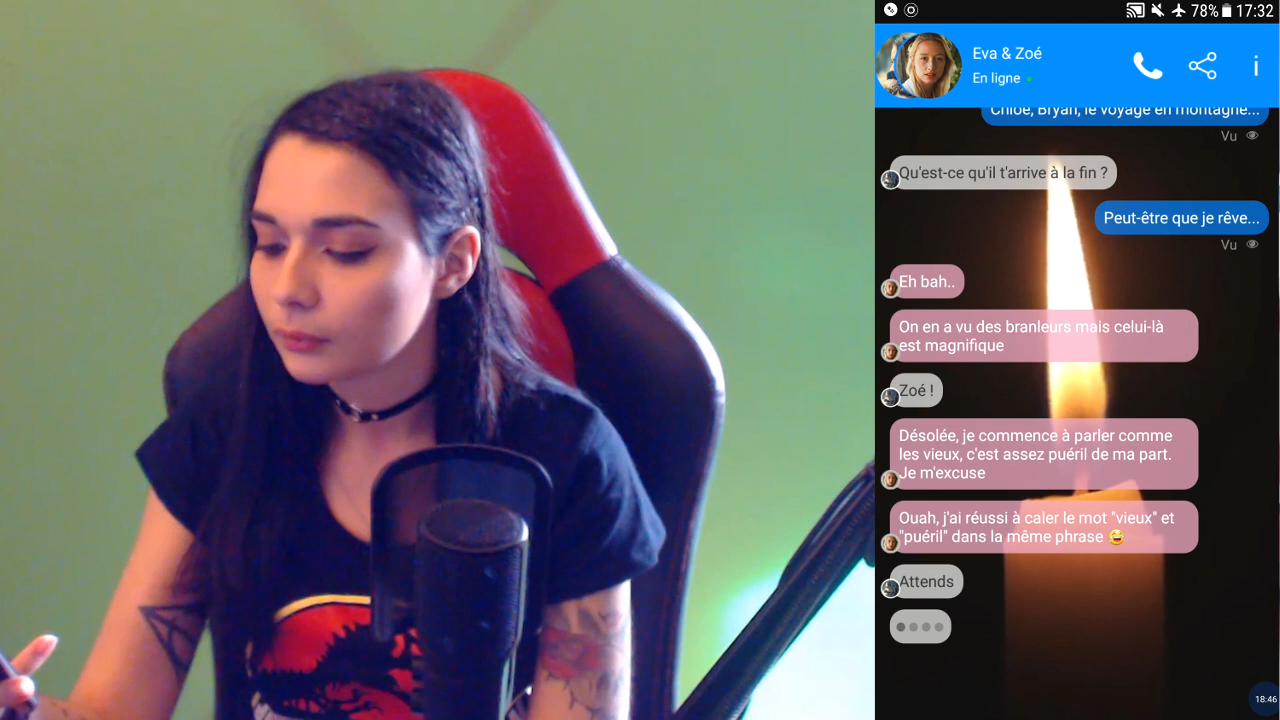 78% 17:32
Eva & Zoé
En ligne
Chloé, Bryan, le voyage en montagne...
Vu
Qu'est-ce qu'il t'arrive à la fin ?
Peut-être que je rêve...
Vu
Eh bah..
On en a vu des branleurs mais celui-là
est magnifique
Zoé !
Désolée, je commence à parler comme
les vieux, c'est assez puéril de ma part.
Je m'excuse
Ouah, j'ai réussi à caler le mot "vieux" et
"puéril" dans la même phrase 😂
Attends
18:46